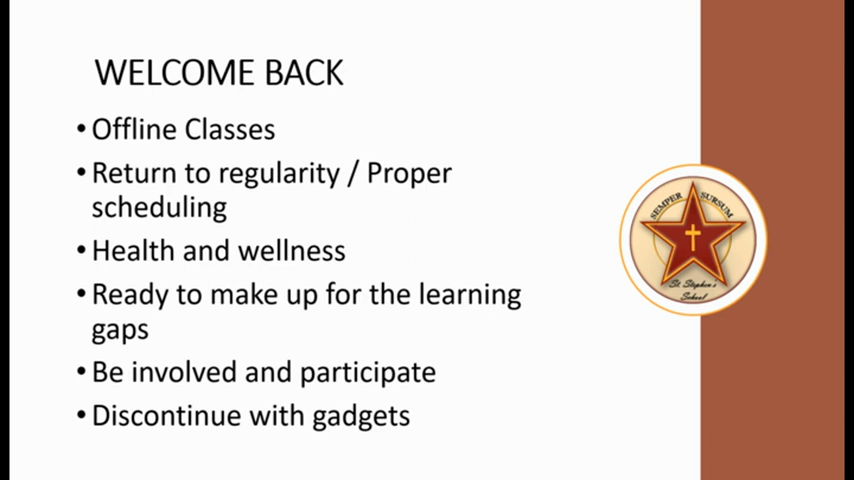 WELCOME BACK
• Offline Classes
• Return to regularity / Proper
scheduling
• Health and wellness
• Ready to make up for the learning
gaps
• Be involved and participate
• Discontinue with gadgets
SEMPER SURSUM
St. Stephen's
School